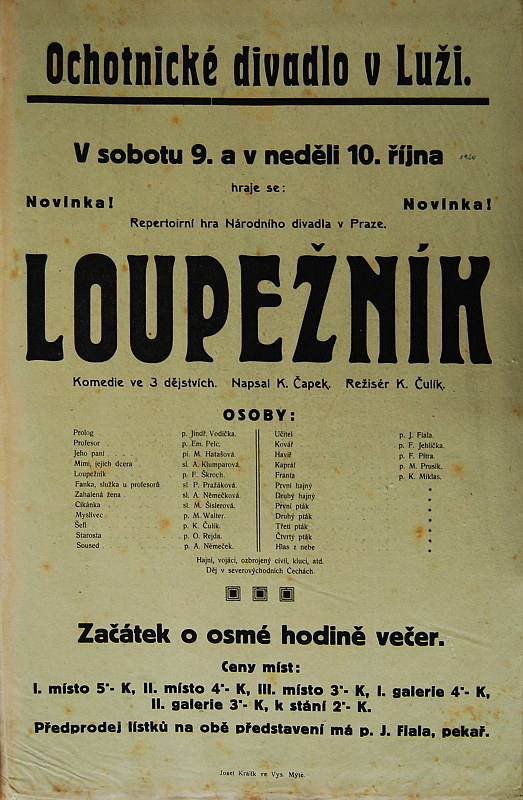 Ochotnické divadlo v Luži.
V sobotu 9. a v neděli 10. října 1920
hraje se:
Novinka! Novinka!
Repertoirní hra Národního divadla v Praze.
LOUPEŽNÍK
Komedie ve 3 dějstvích. Napsal K. Čapek. Režisér K. Čulík.
OSOBY:
Prolog p. Jindř. Vodička.
Profesor p. Em. Pelc.
Jeho paní pí M. Hatašová.
Mimi, jejich dcera sl. A. Klumparová.
Loupežník p. F. Škroch.
Fanka, služka u profesorů sl. P. Pražáková.
Zahalená žena sl. A. Němečková.
Cikánka sl. M. Šislerová.
Myslivec p. M. Walter.
Šefl p. K. Čulík.
Starosta p. O. Rejda.
Soused p. A. Němeček.
Učitel p. J. Fiala.
Kovář p. F. Jehlička.
Havíř p. F. Pitra.
Kaprál p. M. Prusík.
Franta p. K. Miklas.
První hajný
Druhý hajný
První pták
Druhý pták
Třetí pták
Čtvrtý pták
Hlas z nebe
Hajní, vojáci, ozbrojený civil, kluci, atd.
Děj v severovýchodních Čechách.
Začátek o osmé hodině večer.
Ceny míst:
I. místo 5·- K, II. místo 4·- K, III. místo 3·- K, I. galerie 4·- K,
II. galerie 3·- K, k stání 2·- K.
Předprodej lístků na obě představení má p. J. Fiala, pekař.
Josef Králík ve Vys. Mýtě.